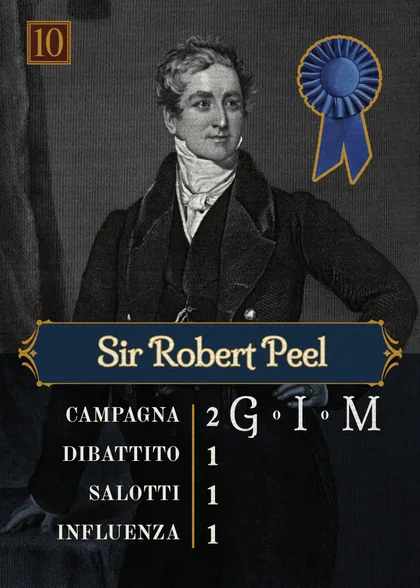 10
Sir Robert Peel
CAMPAGNA 2 G o I o M
DIBATTITO 1
SALOTTI 1
INFLUENZA 1